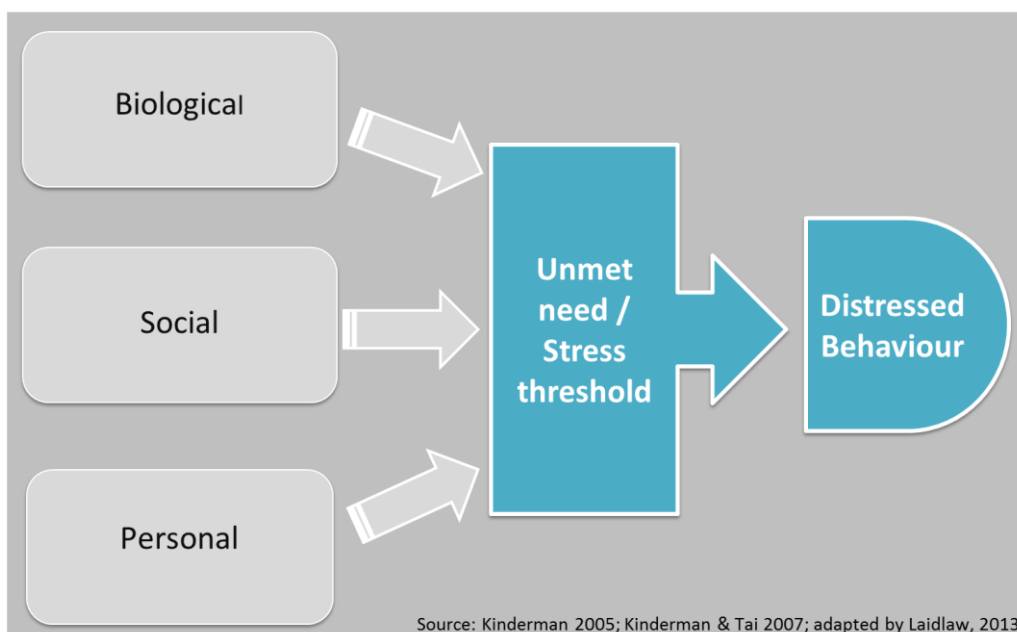 Biological
Social
Personal
Unmet
need /
Stress
threshold
Distressed
Behaviour
Source: Kinderman 2005; Kinderman & Tai 2007; adapted by Laidlaw, 2013